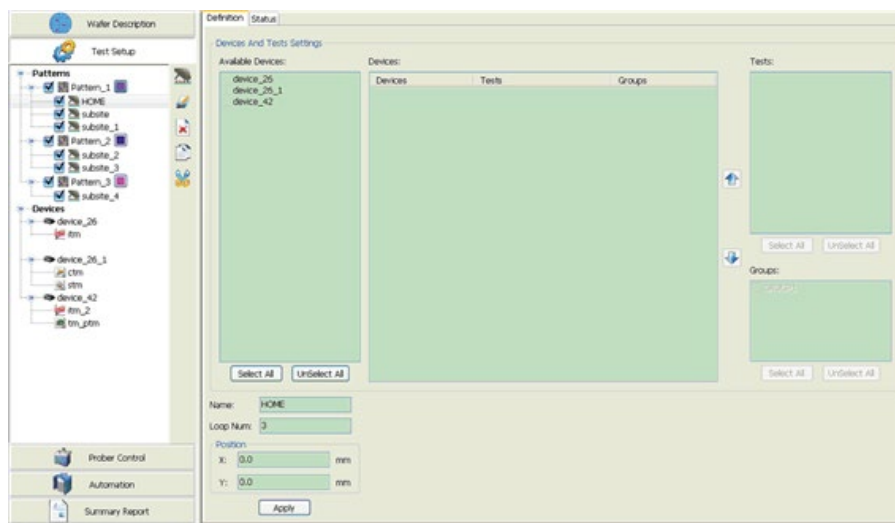 Wafer Description
Test Setup
Patterns
Pattern_1
HOME
subsite
subsite_1
Pattern_2
subsite_2
subsite_3
Pattern_3
subsite_4
Devices
device_26
itm
device_26_1
ctm
stm
device_42
itm_2
tm_ptm
Prober Control
Automation
Summary Report
Definition Status
Devices And Tests Settings
Available Devices:
device_26
device_26_1
device_42
Select All UnSelect All
Devices:
Devices Tests Groups
Tests:
Select All UnSelect All
Groups:
Select All UnSelect All
Name: HOME
Loop Num: 3
Position
X: 0.0 mm
Y: 0.0 mm
Apply